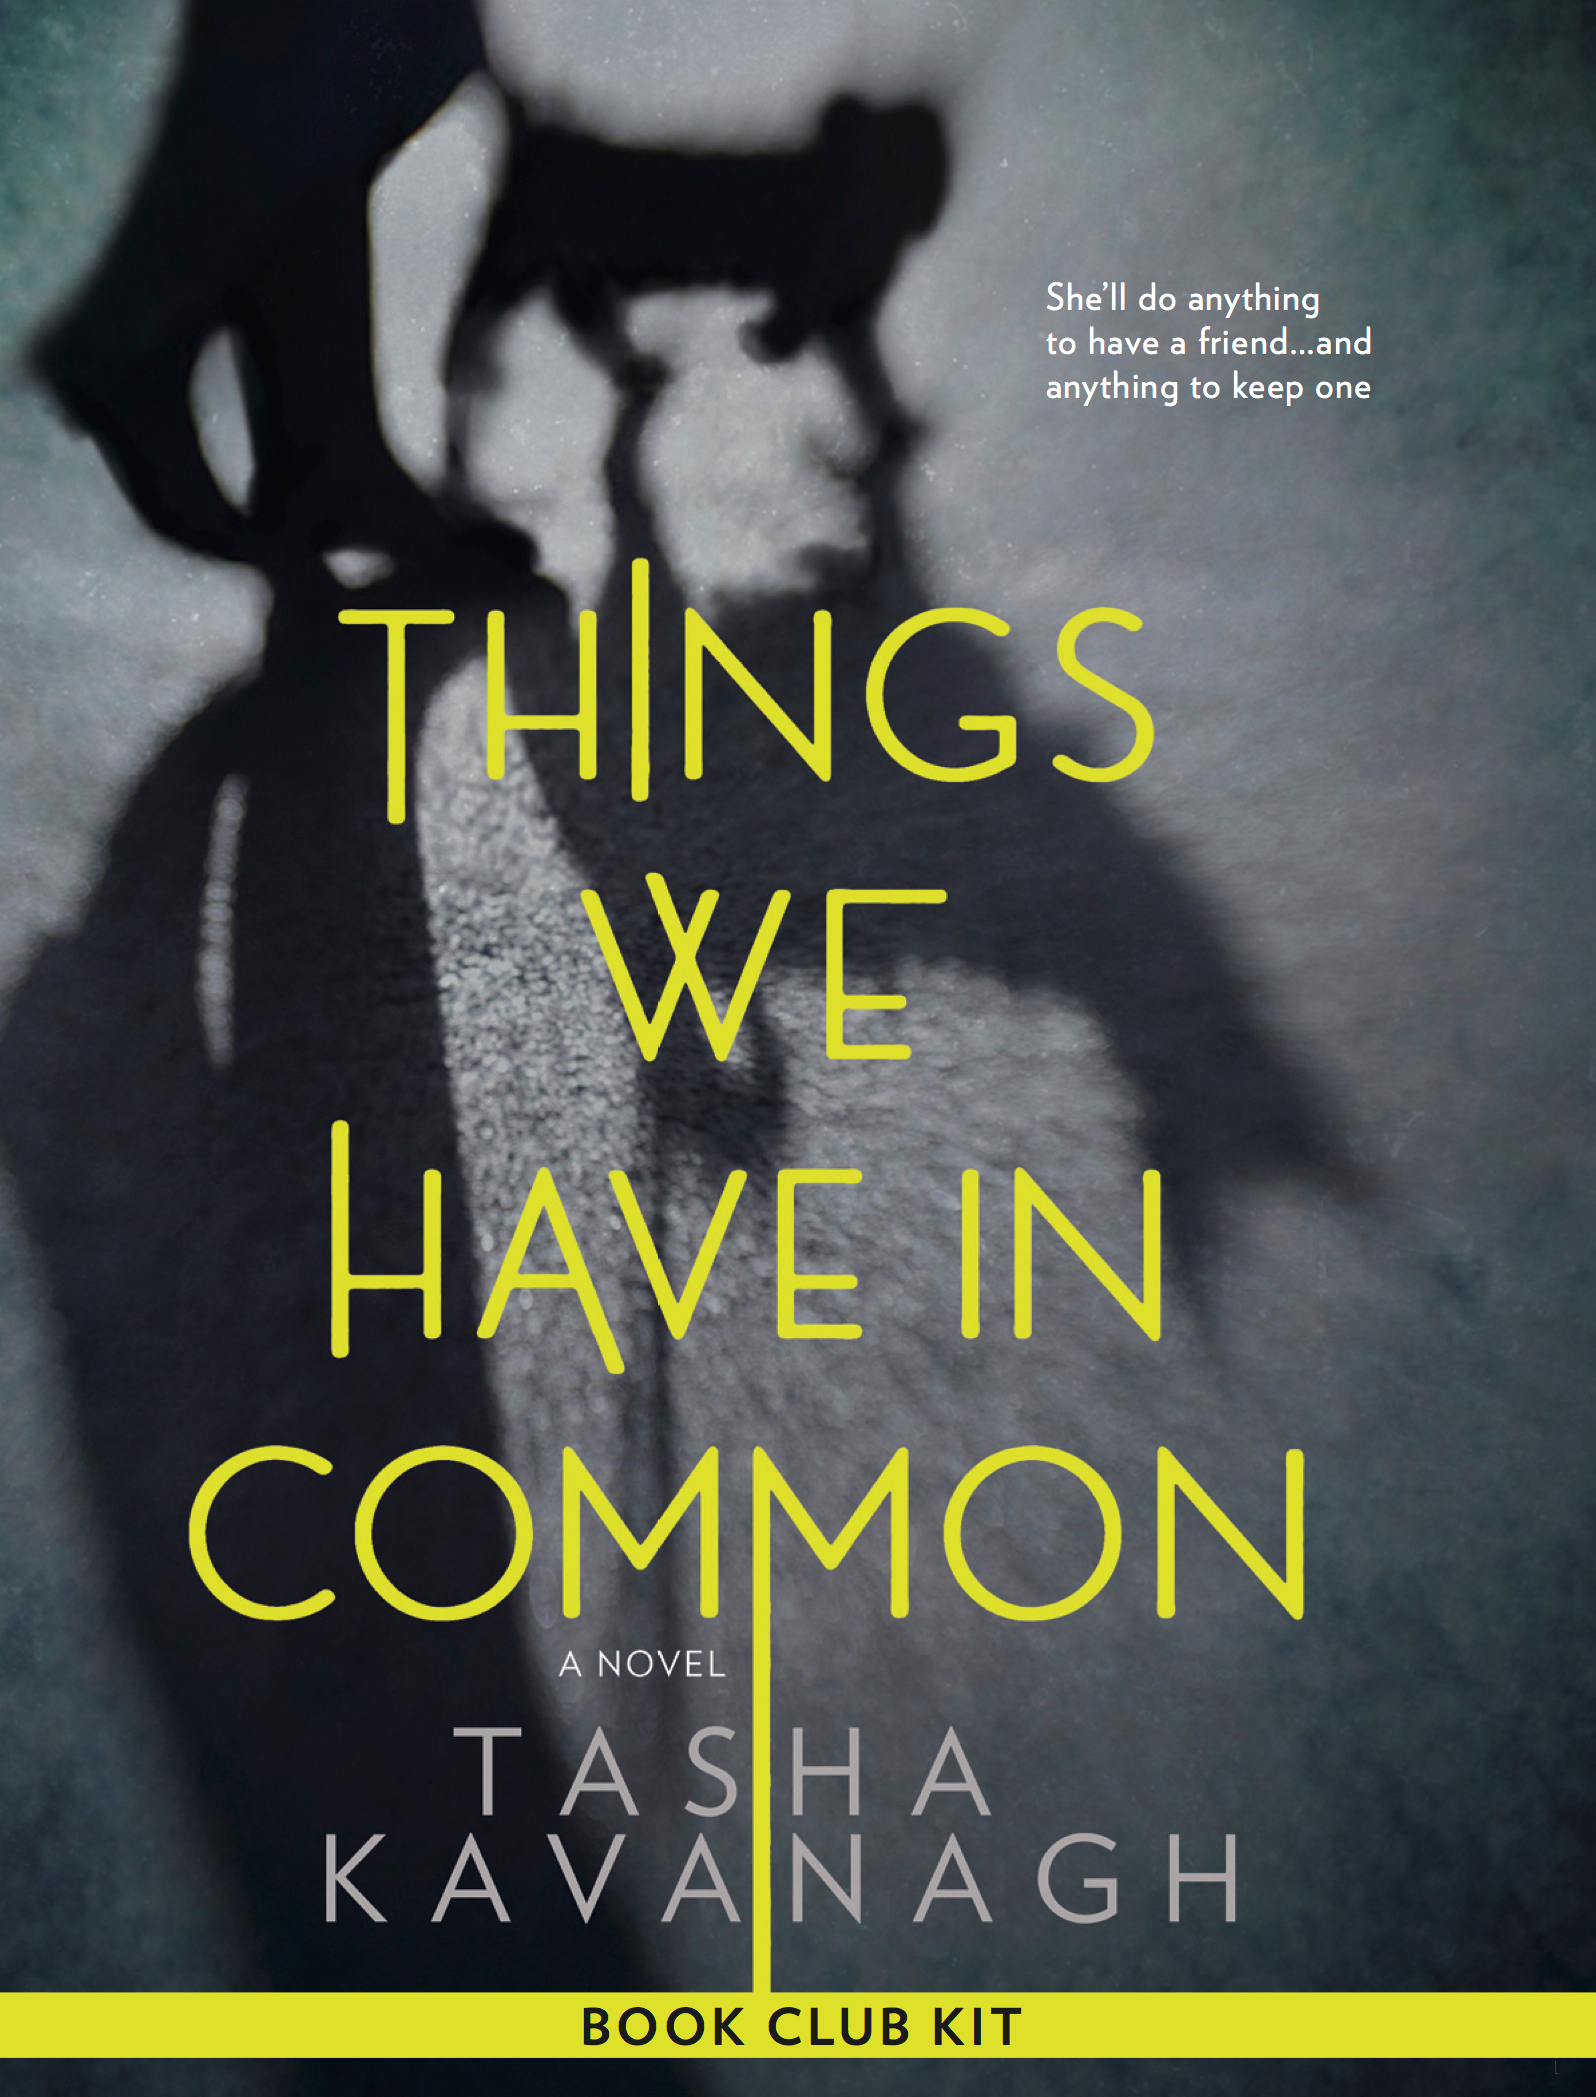 She’ll do anything
to have a friend...and
anything to keep one
THINGS
WE
HAVE IN
COMMON
A NOVEL
TASHA
KAVANAGH
BOOK CLUB KIT